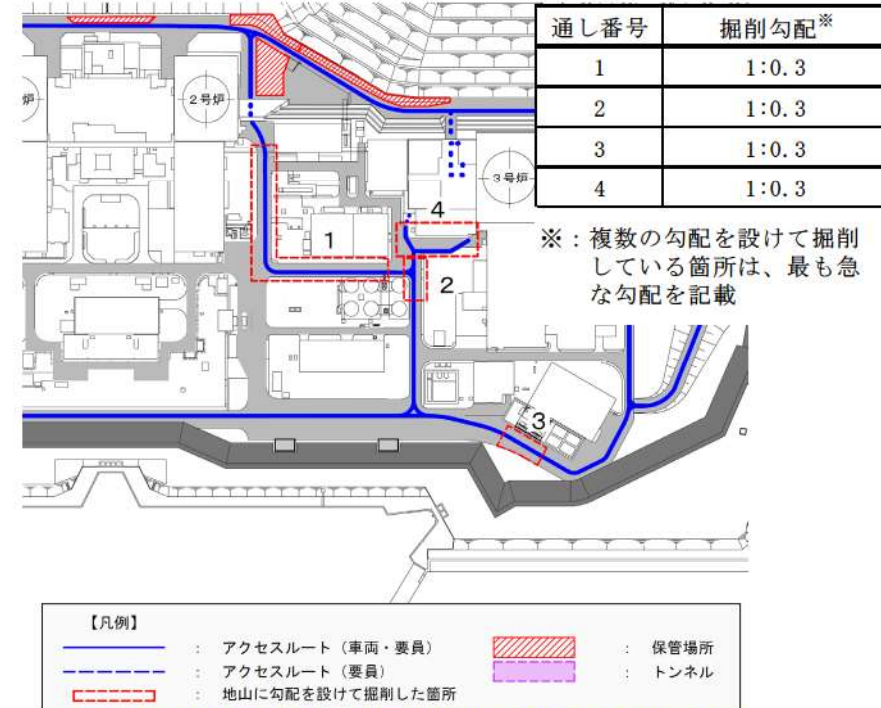 通し番号 掘削勾配※
1 1:0.3
2 1:0.3
3 1:0.3
4 1:0.3
※：複数の勾配を設けて掘削
している箇所は、最も急
な勾配を記載
2号炉
3号炉
4
1
2
3
【凡例】
： アクセスルート（車両・要員）
： アクセスルート（要員）
： 地山に勾配を設けて掘削した箇所
： 保管場所
： トンネル